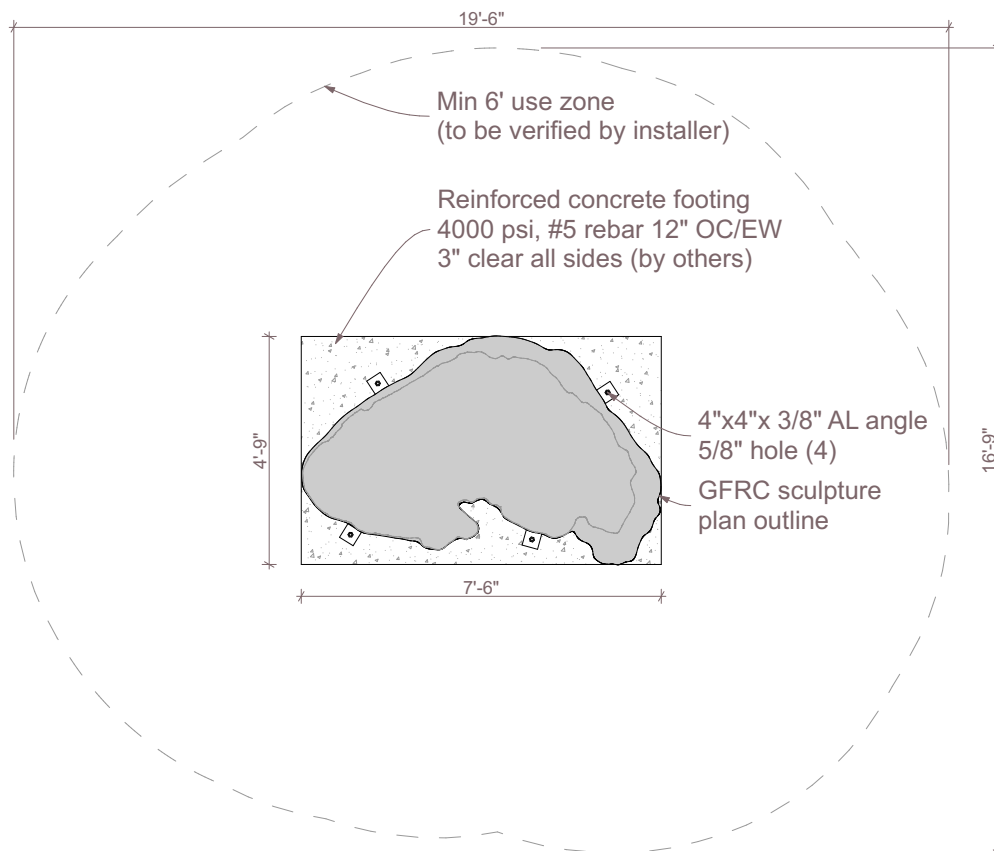 19'-6"
Min 6' use zone
(to be verified by installer)
Reinforced concrete footing
4000 psi, #5 rebar 12" OC/EW
3" clear all sides (by others)
4'-9"
4"x4"x 3/8" AL angle
5/8" hole (4)
16'-9"
GFRC sculpture
plan outline
7'-6"